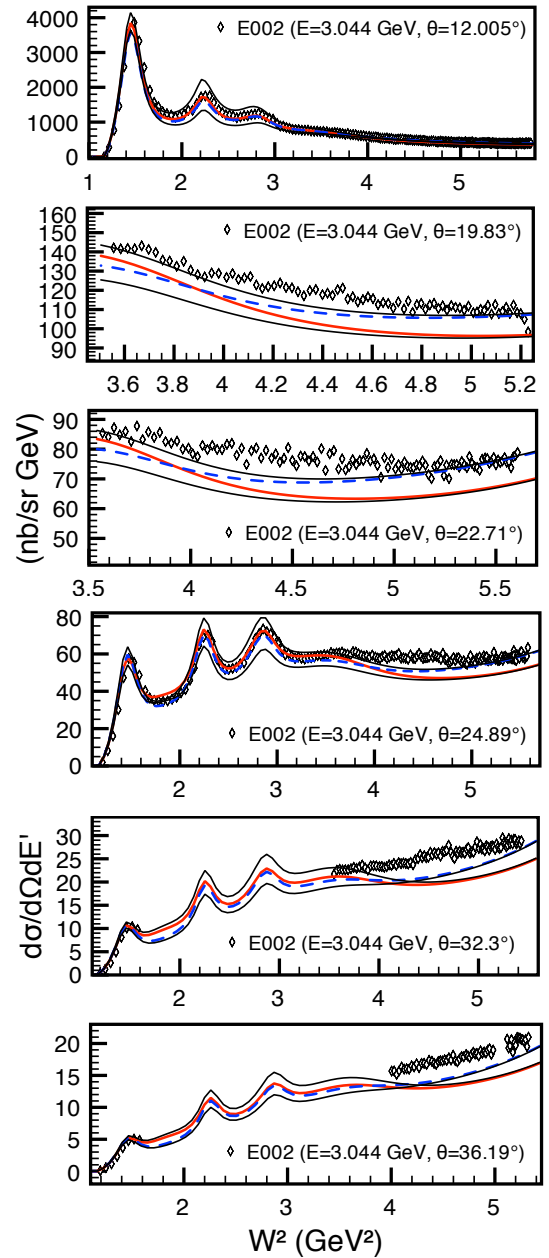 4000
3000
2000
1000
0
E002 (E=3.044 GeV, θ=12.005°)
1 2 3 4 5
160
150
140
130
120
110
100
90
E002 (E=3.044 GeV, θ=19.83°)
3.6 3.8 4 4.2 4.4 4.6 4.8 5 5.2
90
80
70
60
50
E002 (E=3.044 GeV, θ=22.71°)
3.5 4 4.5 5 5.5
(nb/sr GeV)
80
60
40
20
0
E002 (E=3.044 GeV, θ=24.89°)
2 3 4 5
30
25
20
15
10
5
0
E002 (E=3.044 GeV, θ=32.3°)
2 3 4 5
dσ/dΩdE'
20
15
10
5
0
E002 (E=3.044 GeV, θ=36.19°)
2 3 4 5
W² (GeV²)